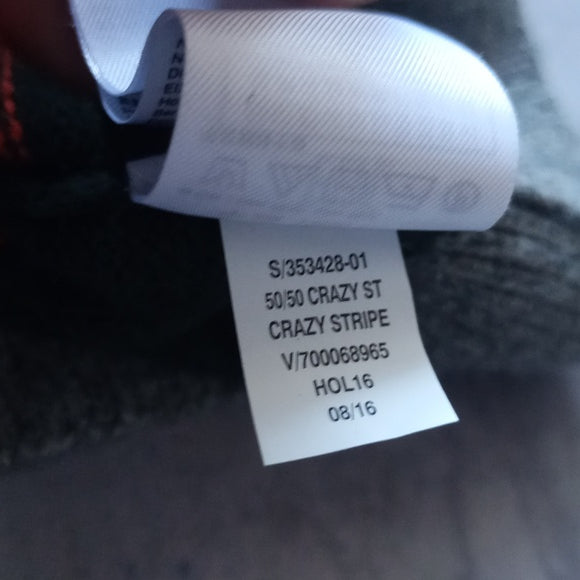 S/353428-01
50/50 CRAZY ST
CRAZY STRIPE
V/700068965
HOL16
08/16